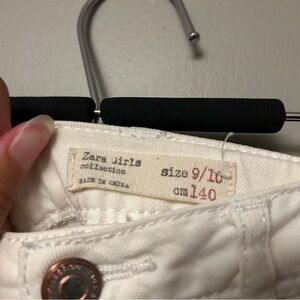 Zara Girls
collection
MADE IN CHINA
size 9/10
cm 140